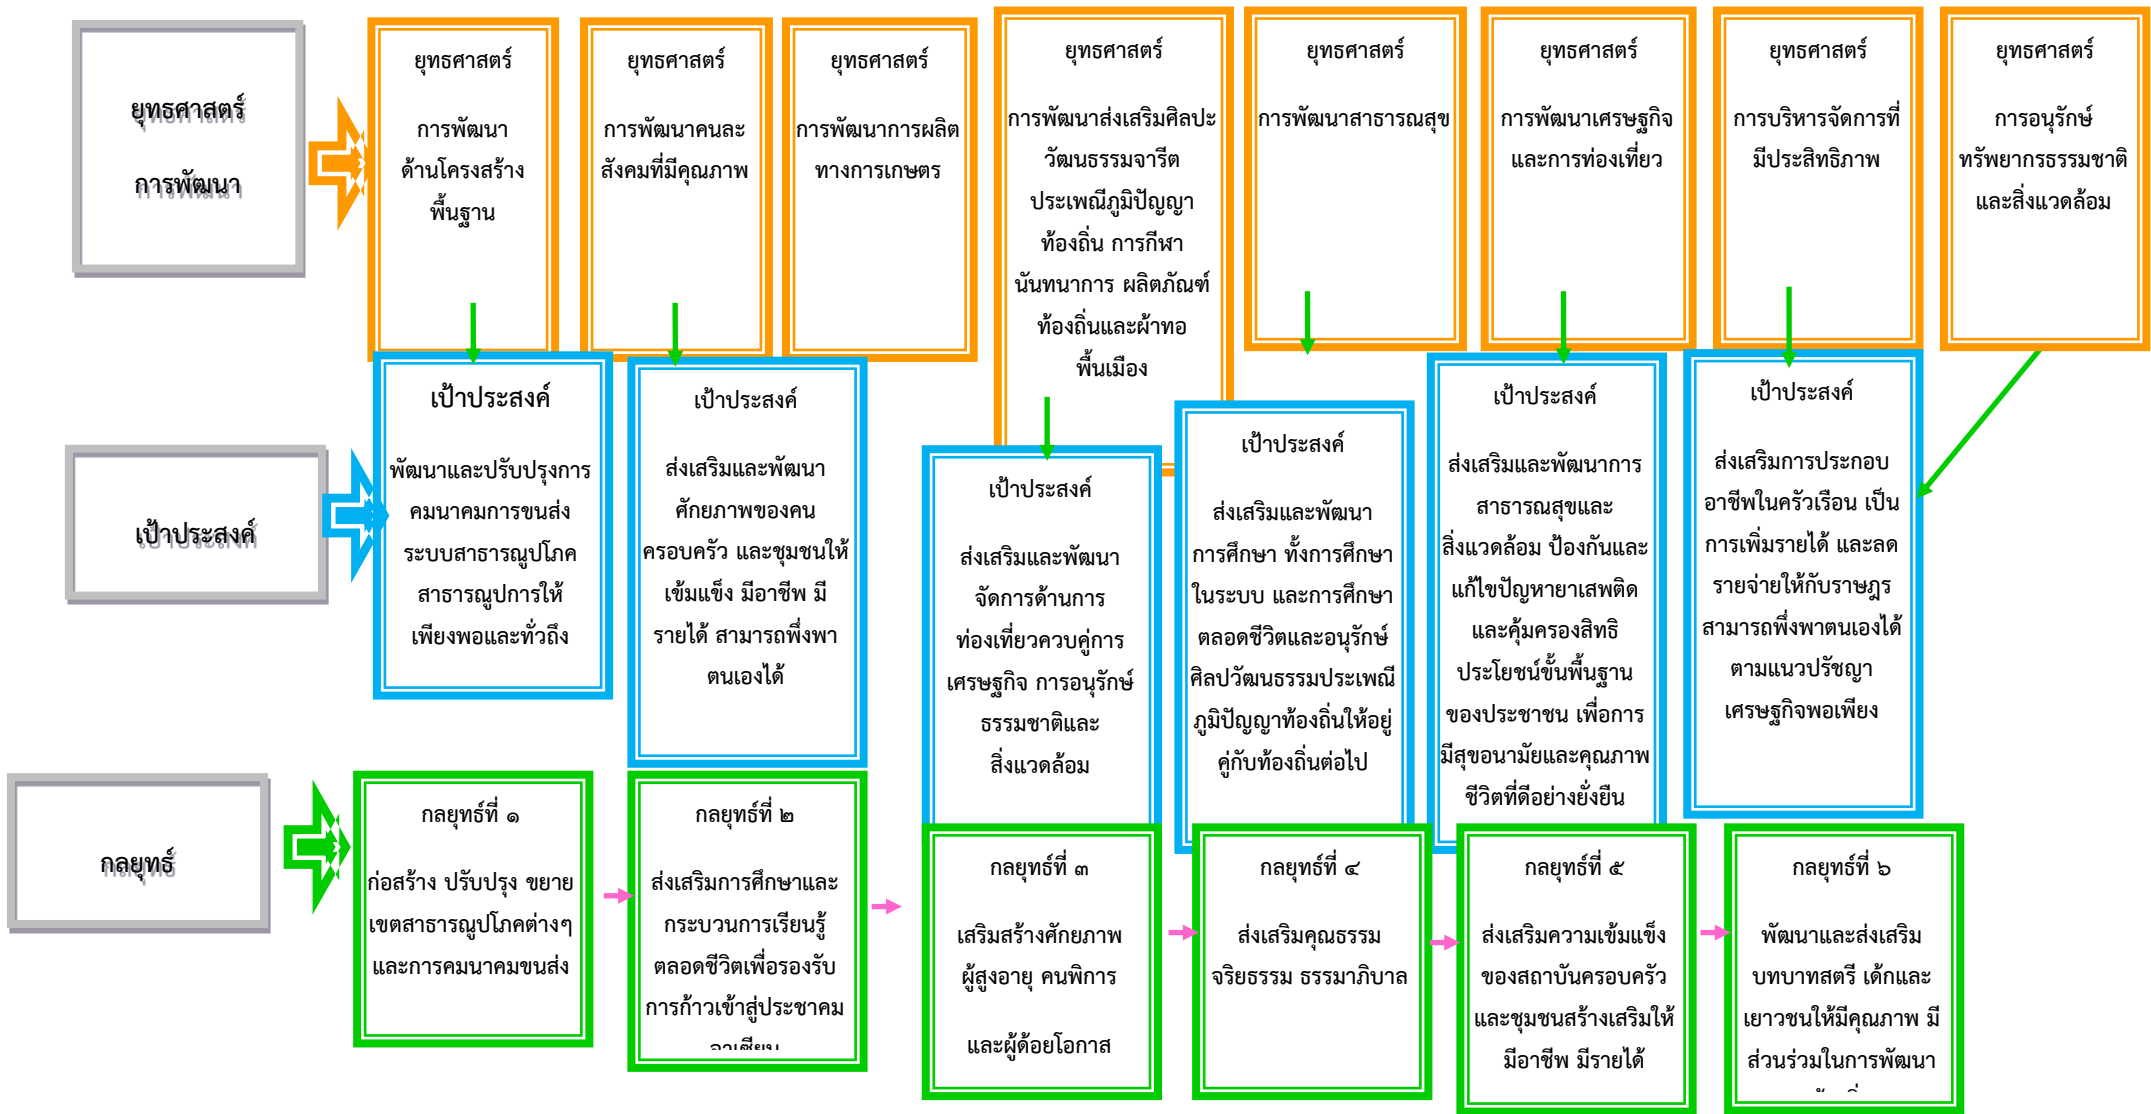 ยุทธศาสตร์
การพัฒนา
ยุทธศาสตร์
การพัฒนา
ด้านโครงสร้าง
พื้นฐาน
ยุทธศาสตร์
การพัฒนาคนละ
สังคมที่มีคุณภาพ
ยุทธศาสตร์
การพัฒนาการผลิต
ทางการเกษตร
ยุทธศาสตร์
การพัฒนาส่งเสริมศิลปะ
วัฒนธรรมจารีต
ประเพณีภูมิปัญญา
ท้องถิ่น การกีฬา
นันทนาการ ผลิตภัณฑ์
ท้องถิ่นและผ้าทอ
พื้นเมือง
ยุทธศาสตร์
การพัฒนาสาธารณสุข
ยุทธศาสตร์
การพัฒนาเศรษฐกิจ
และการท่องเที่ยว
ยุทธศาสตร์
การบริหารจัดการที่
มีประสิทธิภาพ
ยุทธศาสตร์
การอนุรักษ์
ทรัพยากรธรรมชาติ
และสิ่งแวดล้อม
เป้าประสงค์
เป้าประสงค์
พัฒนาและปรับปรุงการ
คมนาคมการขนส่ง
ระบบสาธารณูปโภค
สาธารณูปการให้
เพียงพอและทั่วถึง
เป้าประสงค์
ส่งเสริมและพัฒนา
ศักยภาพของคน
ครอบครัว และชุมชนให้
เข้มแข็ง มีอาชีพ มี
รายได้ สามารถพึ่งพา
ตนเองได้
เป้าประสงค์
ส่งเสริมและพัฒนา
จัดการด้านการ
ท่องเที่ยวควบคู่การ
เศรษฐกิจ การอนุรักษ์
ธรรมชาติและ
สิ่งแวดล้อม
เป้าประสงค์
ส่งเสริมและพัฒนา
การศึกษา ทั้งการศึกษา
ในระบบ และการศึกษา
ตลอดชีวิตและอนุรักษ์
ศิลปวัฒนธรรมประเพณี
ภูมิปัญญาท้องถิ่นให้อยู่
คู่กับท้องถิ่นต่อไป
เป้าประสงค์
ส่งเสริมและพัฒนาการ
สาธารณสุขและ
สิ่งแวดล้อม ป้องกันและ
แก้ไขปัญหายาเสพติด
และคุ้มครองสิทธิ
ประโยชน์ขั้นพื้นฐาน
ของประชาชน เพื่อการ
มีสุขอนามัยและคุณภาพ
ชีวิตที่ดีอย่างยั่งยืน
เป้าประสงค์
ส่งเสริมการประกอบ
อาชีพในครัวเรือน เป็น
การเพิ่มรายได้ และลด
รายจ่ายให้กับราษฎร
สามารถพึ่งพาตนเองได้
ตามแนวปรัชญา
เศรษฐกิจพอเพียง
กลยุทธ์
กลยุทธ์ที่ ๑
ก่อสร้าง ปรับปรุง ขยาย
เขตสาธารณูปโภคต่างๆ
และการคมนาคมขนส่ง
กลยุทธ์ที่ ๒
ส่งเสริมการศึกษาและ
กระบวนการเรียนรู้
ตลอดชีวิตเพื่อรองรับ
การก้าวเข้าสู่ประชาคม
อาเซียน
กลยุทธ์ที่ ๓
เสริมสร้างศักยภาพ
ผู้สูงอายุ คนพิการ
และผู้ด้อยโอกาส
กลยุทธ์ที่ ๔
ส่งเสริมคุณธรรม
จริยธรรม ธรรมาภิบาล
กลยุทธ์ที่ ๕
ส่งเสริมความเข้มแข็ง
ของสถาบันครอบครัว
และชุมชนสร้างเสริมให้
มีอาชีพ มีรายได้
กลยุทธ์ที่ ๖
พัฒนาและส่งเสริม
บทบาทสตรี เด็กและ
เยาวชนให้มีคุณภาพ มี
ส่วนร่วมในการพัฒนา